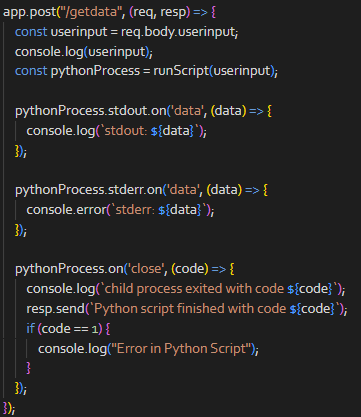 app.post("/getdata", (req, resp) => {
const userinput = req.body.userinput;
console.log(userinput);
const pythonProcess = runScript(userinput);
pythonProcess.stdout.on('data', (data) => {
console.log(`stdout: ${data}`);
});
pythonProcess.stderr.on('data', (data) => {
console.error(`stderr: ${data}`);
});
pythonProcess.on('close', (code) => {
console.log(`child process exited with code ${code}`);
resp.send(`Python script finished with code ${code}`);
if (code == 1) {
console.log("Error in Python Script");
}
});
});